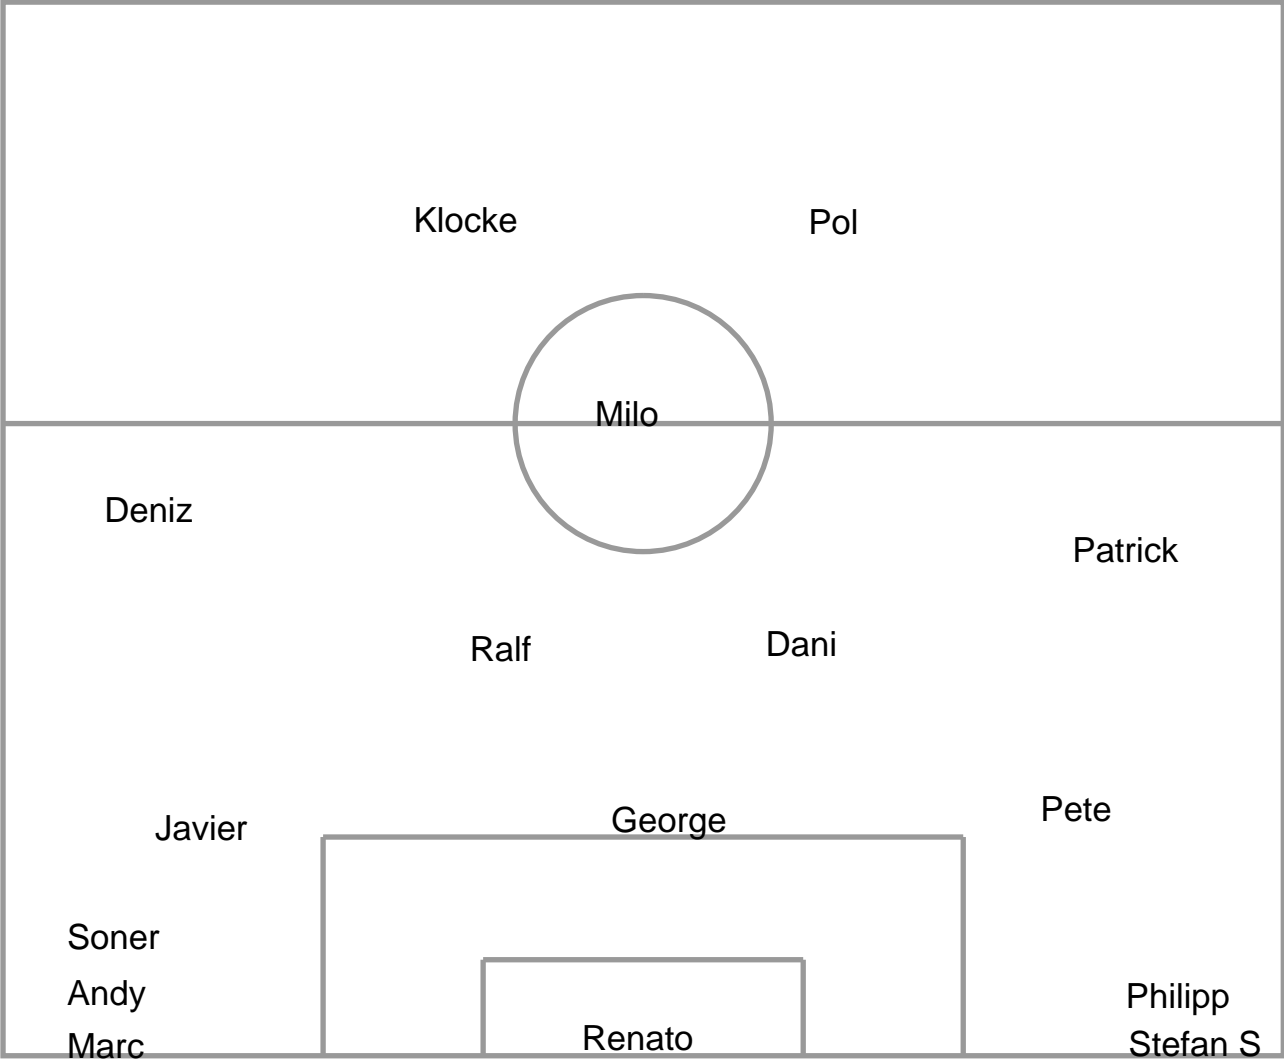 Klocke Pol
Milo
Deniz
Patrick
Ralf Dani
Javier George Pete
Soner
Andy Philipp
Marc Renato Stefan S